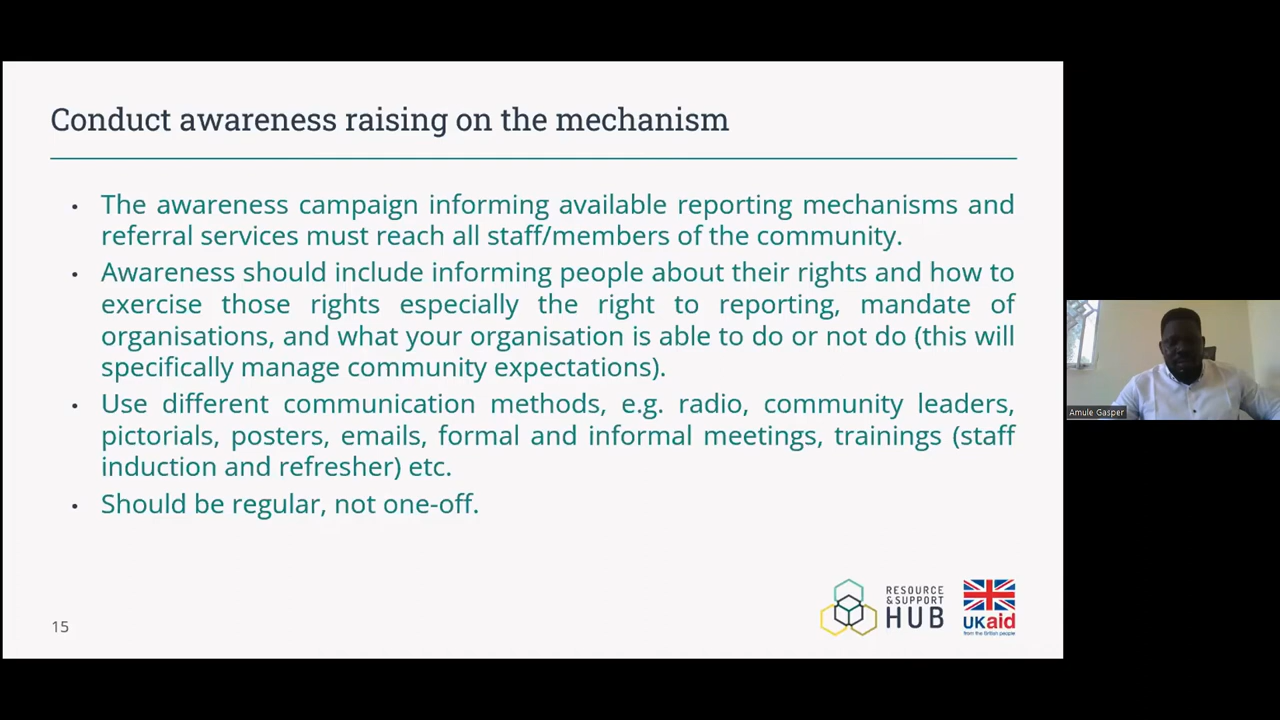 Conduct awareness raising on the mechanism
• The awareness campaign informing available reporting mechanisms and
referral services must reach all staff/members of the community.
• Awareness should include informing people about their rights and how to
exercise those rights especially the right to reporting, mandate of
organisations, and what your organisation is able to do or not do (this will
specifically manage community expectations).
• Use different communication methods, e.g. radio, community leaders,
pictorials, posters, emails, formal and informal meetings, trainings (staff
induction and refresher) etc.
• Should be regular, not one-off.
15
RESOURCE
& SUPPORT
HUB
UKaid
from the British people
Amule Gasper